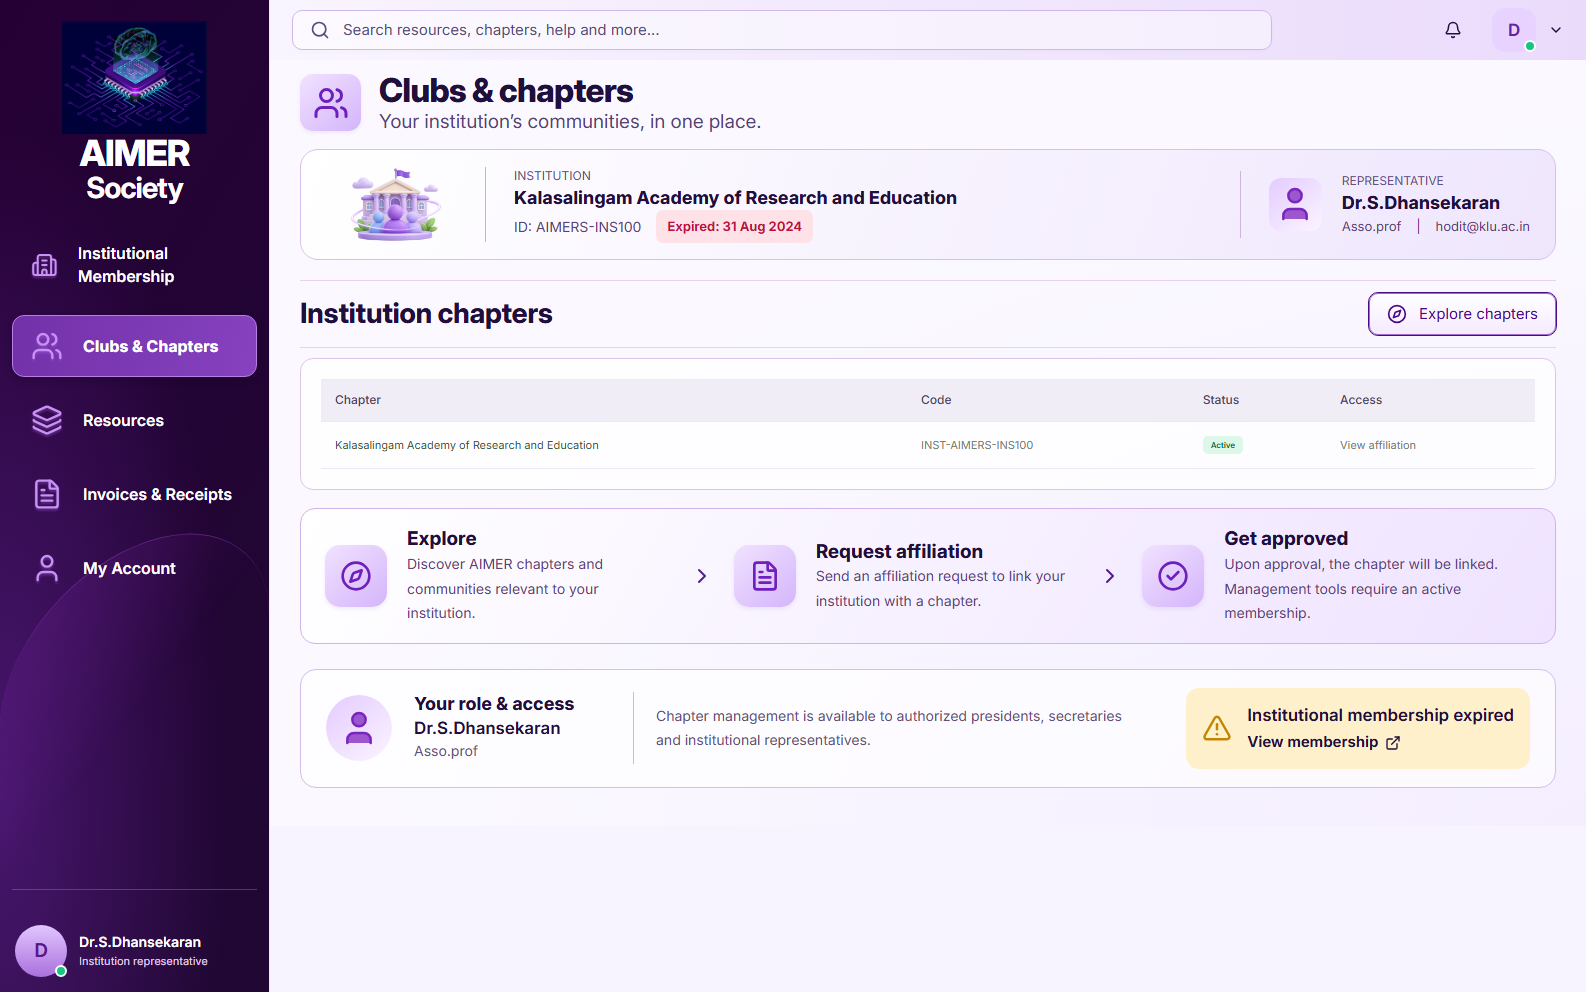 AIMER
Society
Institutional
Membership
Clubs & Chapters
Resources
Invoices & Receipts
My Account
D
Dr.S.Dhansekaran
Institution representative
Search resources, chapters, help and more...
D
Clubs & chapters
Your institution’s communities, in one place.
INSTITUTION
Kalasalingam Academy of Research and Education
ID: AIMERS-INS100 Expired: 31 Aug 2024
REPRESENTATIVE
Dr.S.Dhansekaran
Asso.prof | hodit@klu.ac.in
Institution chapters
Explore chapters
Chapter Code Status Access
Kalasalingam Academy of Research and Education INST-AIMERS-INS100 Active View affiliation
Explore
Discover AIMER chapters and
communities relevant to your
institution.
Request affiliation
Send an affiliation request to link your
institution with a chapter.
Get approved
Upon approval, the chapter will be linked.
Management tools require an active
membership.
Your role & access
Dr.S.Dhansekaran
Asso.prof
Chapter management is available to authorized presidents, secretaries
and institutional representatives.
Institutional membership expired
View membership